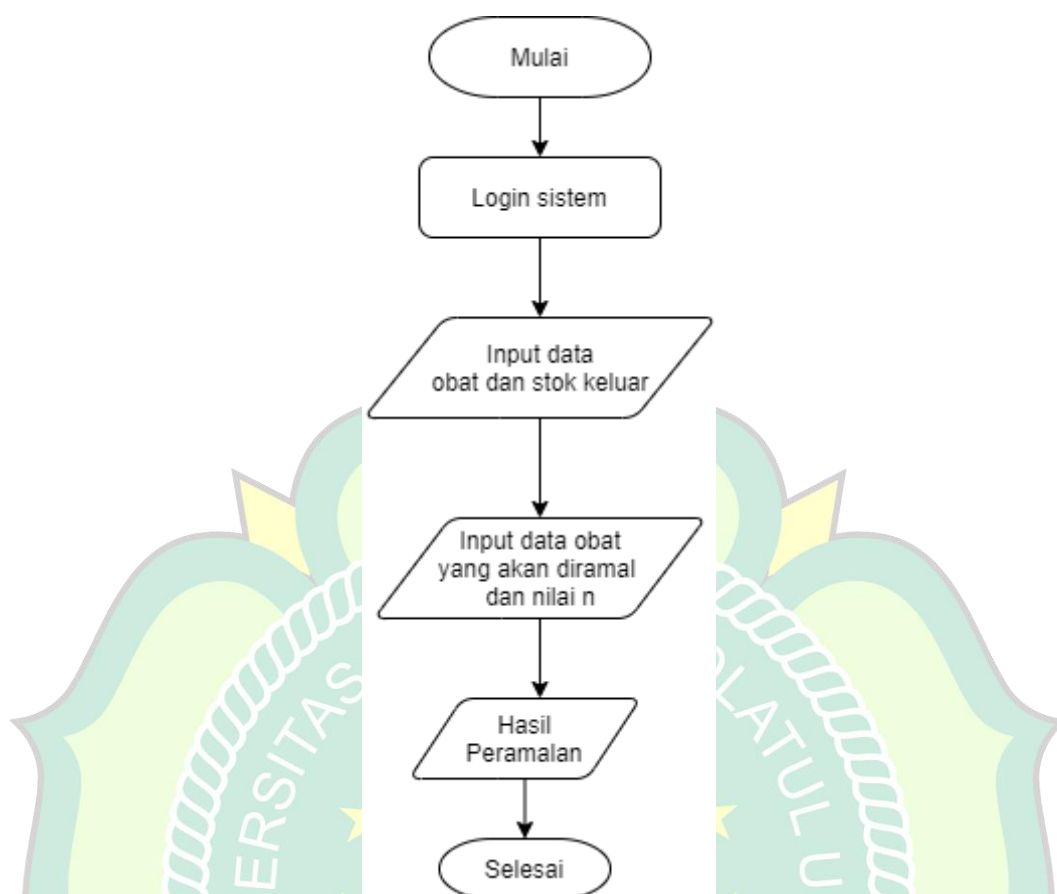 Mulai
Login sistem
Input data
obat dan stok keluar
Input data obat
yang akan diramal
dan nilai n
Hasil
Peramalan
Selesai